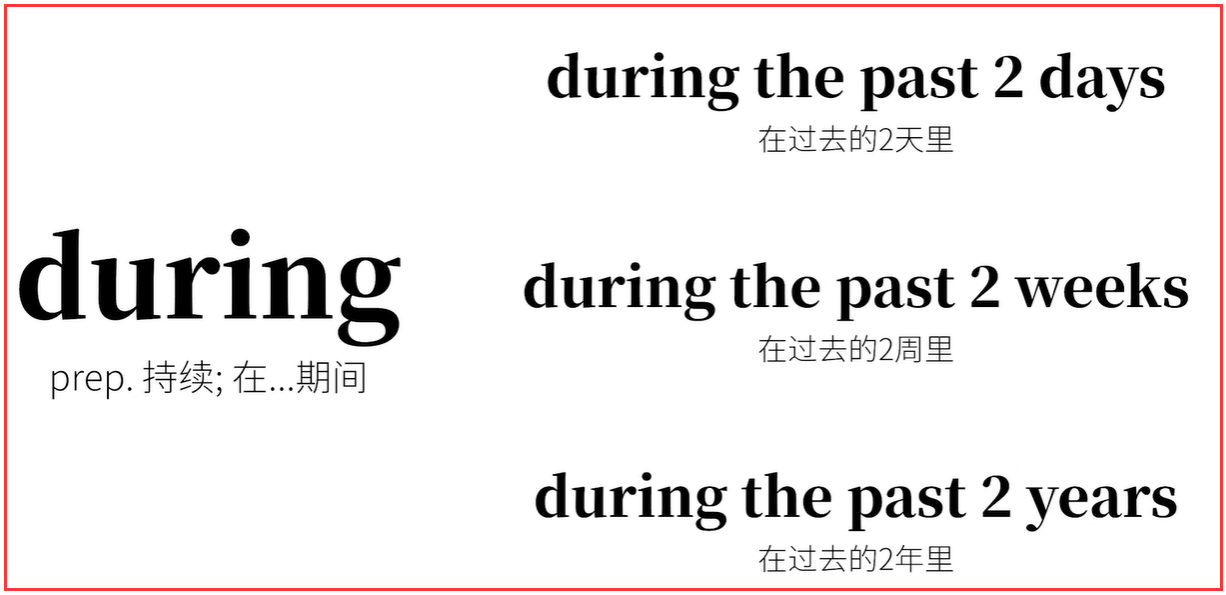 during
prep. 持续; 在...期间
during the past 2 days
在过去的2天里
during the past 2 weeks
在过去的2周里
during the past 2 years
在过去的2年里